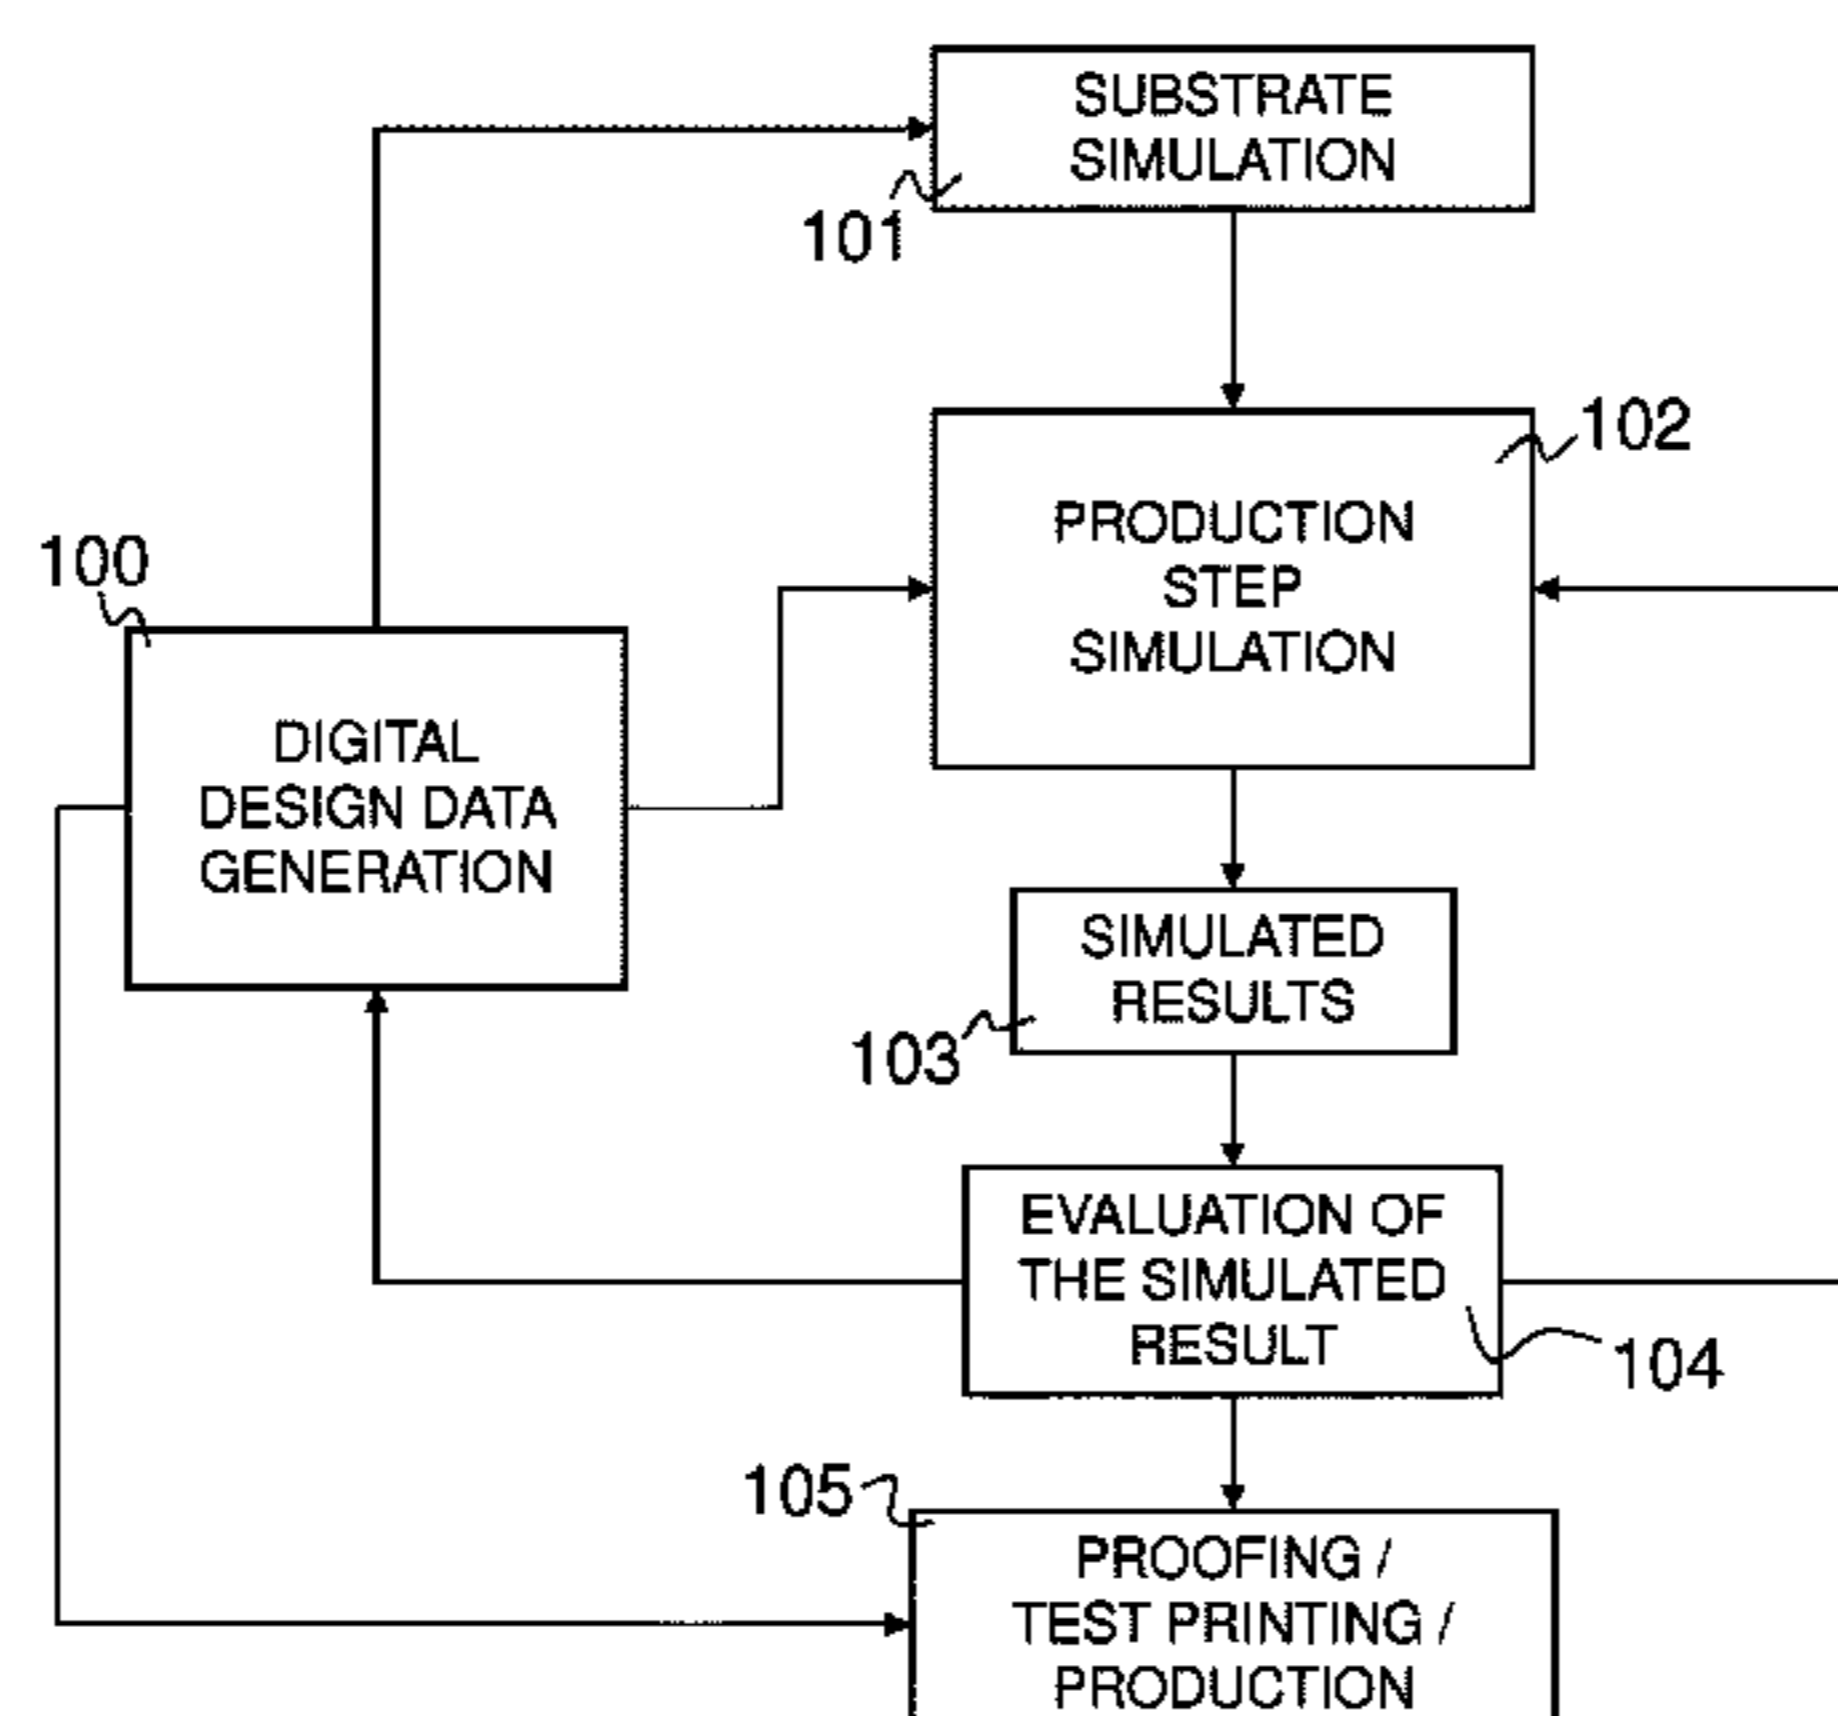 SUBSTRATE
SIMULATION
101
102
PRODUCTION
STEP
SIMULATION
100
DIGITAL
DESIGN DATA
GENERATION
SIMULATED
RESULTS
103
EVALUATION OF
THE SIMULATED
RESULT
104
105
PROOFING /
TEST PRINTING /
PRODUCTION